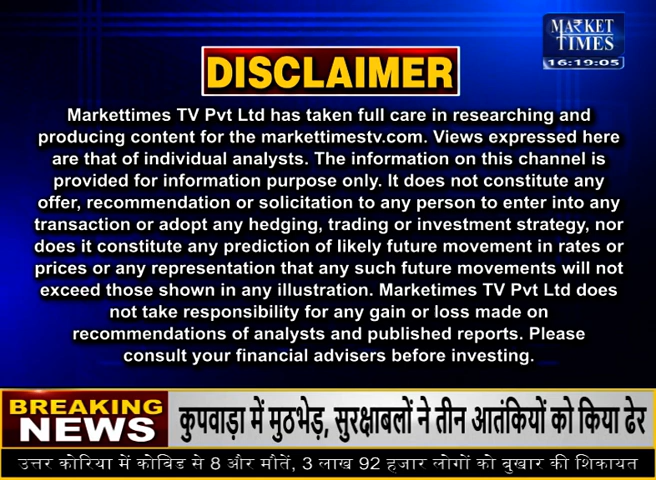 MARKET
TIMES
16:19:05
DISCLAIMER
Markettimes TV Pvt Ltd has taken full care in researching and
producing content for the markettimestv.com. Views expressed here
are that of individual analysts. The information on this channel is
provided for information purpose only. It does not constitute any
offer, recommendation or solicitation to any person to enter into any
transaction or adopt any hedging, trading or investment strategy, nor
does it constitute any prediction of likely future movement in rates or
prices or any representation that any such future movements will not
exceed those shown in any illustration. Marketimes TV Pvt Ltd does
not take responsibility for any gain or loss made on
recommendations of analysts and published reports. Please
consult your financial advisers before investing.
BREAKING
NEWS
कुपवाड़ा में मुठभेड़, सुरक्षाबलों ने तीन आतंकियों को किया ढेर
उत्तर कोरिया में कोविड से 8 और मौतें, 3 लाख 92 हजार लोगों को बुखार की शिकायत